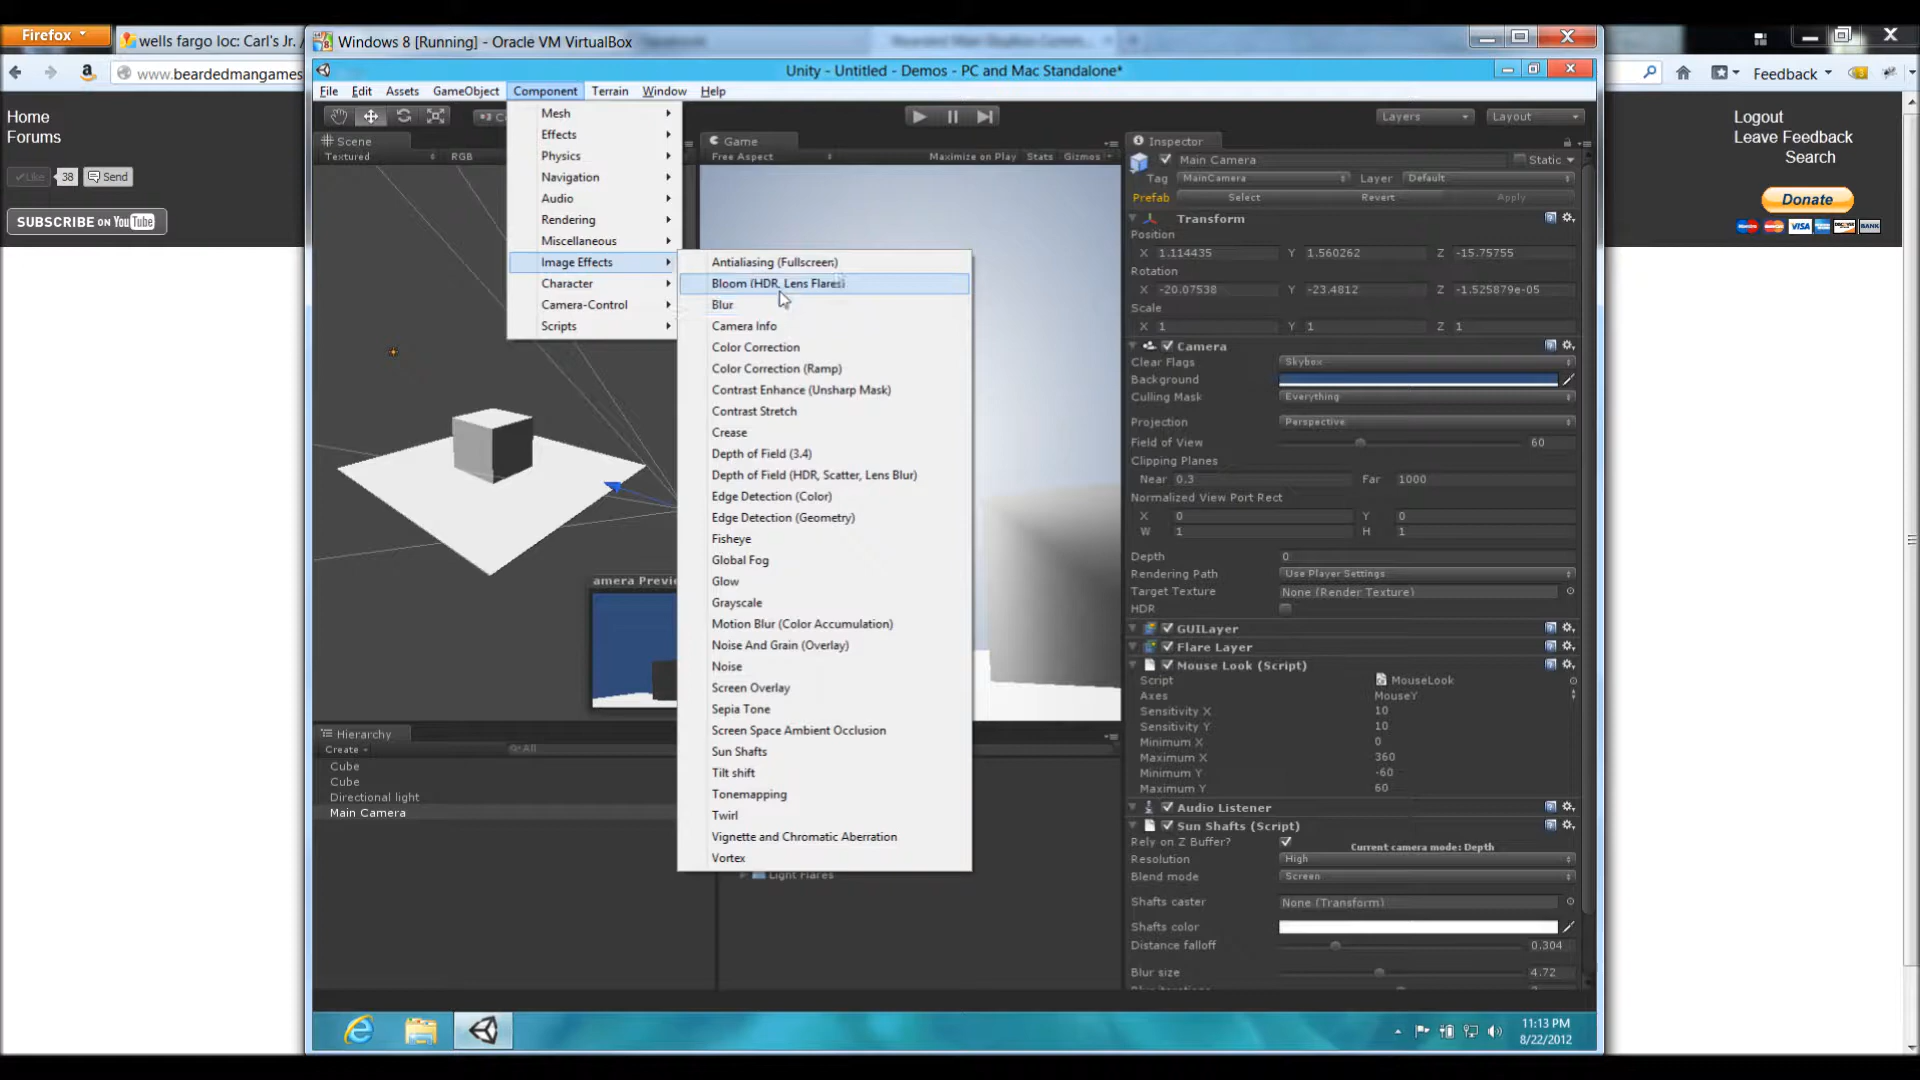 Firefox
wells fargo loc: Carl's Jr. /
www.beardedmangames
Home
Forums
Like
38
Send
SUBSCRIBE ON YouTube
Feedback
Logout
Leave Feedback
Search
Donate
VISA
BANK
Windows 8 [Running] - Oracle VM VirtualBox
Unity - Untitled - Demos - PC and Mac Standalone*
File Edit Assets GameObject Component Terrain Window Help
Layers
Layout
Scene
Textured
RGB
Mesh
Effects
Physics
Navigation
Audio
Rendering
Miscellaneous
Image Effects
Character
Camera-Control
Scripts
Antialiasing (Fullscreen)
Bloom (HDR, Lens Flares)
Blur
Camera Info
Color Correction
Color Correction (Ramp)
Contrast Enhance (Unsharp Mask)
Contrast Stretch
Crease
Depth of Field (3.4)
Depth of Field (HDR, Scatter, Lens Blur)
Edge Detection (Color)
Edge Detection (Geometry)
Fisheye
Global Fog
Glow
Grayscale
Motion Blur (Color Accumulation)
Noise And Grain (Overlay)
Noise
Screen Overlay
Sepia Tone
Screen Space Ambient Occlusion
Sun Shafts
Tilt shift
Tonemapping
Twirl
Vignette and Chromatic Aberration
Vortex
Game
Free Aspect
Maximize on Play Stats Gizmos
amera Previ
Hierarchy
Create
All
Cube
Cube
Directional light
Main Camera
Light Flares
Inspector
Main Camera
Static
Tag MainCamera Layer Default
Prefab Select Revert Apply
Transform
Position
X 1.114435 Y 1.560262 Z -15.75755
Rotation
X -20.07538 Y -23.4812 Z -1.525879e-05
Scale
X 1 Y 1 Z 1
Camera
Clear Flags Skybox
Background
Culling Mask Everything
Projection Perspective
Field of View 60
Clipping Planes
Near 0.3 Far 1000
Normalized View Port Rect
X 0 Y 0
W 1 H 1
Depth 0
Rendering Path Use Player Settings
Target Texture None (Render Texture)
HDR
GUILayer
Flare Layer
Mouse Look (Script)
Script MouseLook
Axes MouseY
Sensitivity X 10
Sensitivity Y 10
Minimum X 0
Maximum X 360
Minimum Y -60
Maximum Y 60
Audio Listener
Sun Shafts (Script)
Rely on Z Buffer?
Current camera mode: Depth
Resolution High
Blend mode Screen
Shafts caster None (Transform)
Shafts color
Distance falloff 0.304
Blur size 4.72
11:13 PM
8/22/2012